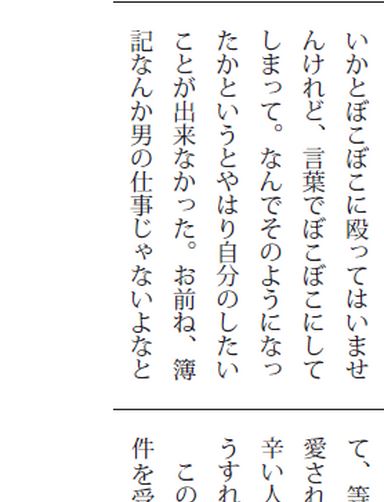 いかとぼこぼこに殴ってはいませ
んけれど、言葉でぼこぼこにして
しまって。なんでそのようになっ
たかというとやはり自分のしたい
ことが出来なかった。お前ね、簿
記なんか男の仕事じゃないよなと
て、等
愛され
辛い人
うすれ
この
件を受